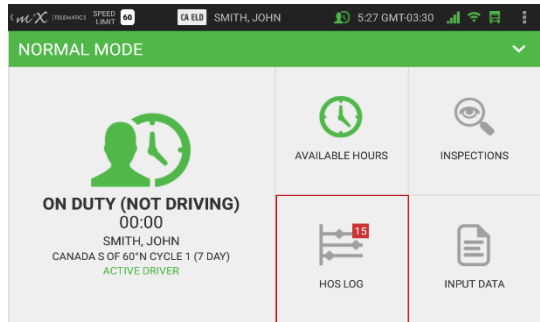 miX TELEMATICS SPEED LIMIT 60 CA ELD SMITH, JOHN 5:27 GMT-03:30
NORMAL MODE
AVAILABLE HOURS
INSPECTIONS
ON DUTY (NOT DRIVING)
00:00
SMITH, JOHN
CANADA S OF 60°N CYCLE 1 (7 DAY)
ACTIVE DRIVER
15
HOS LOG
INPUT DATA